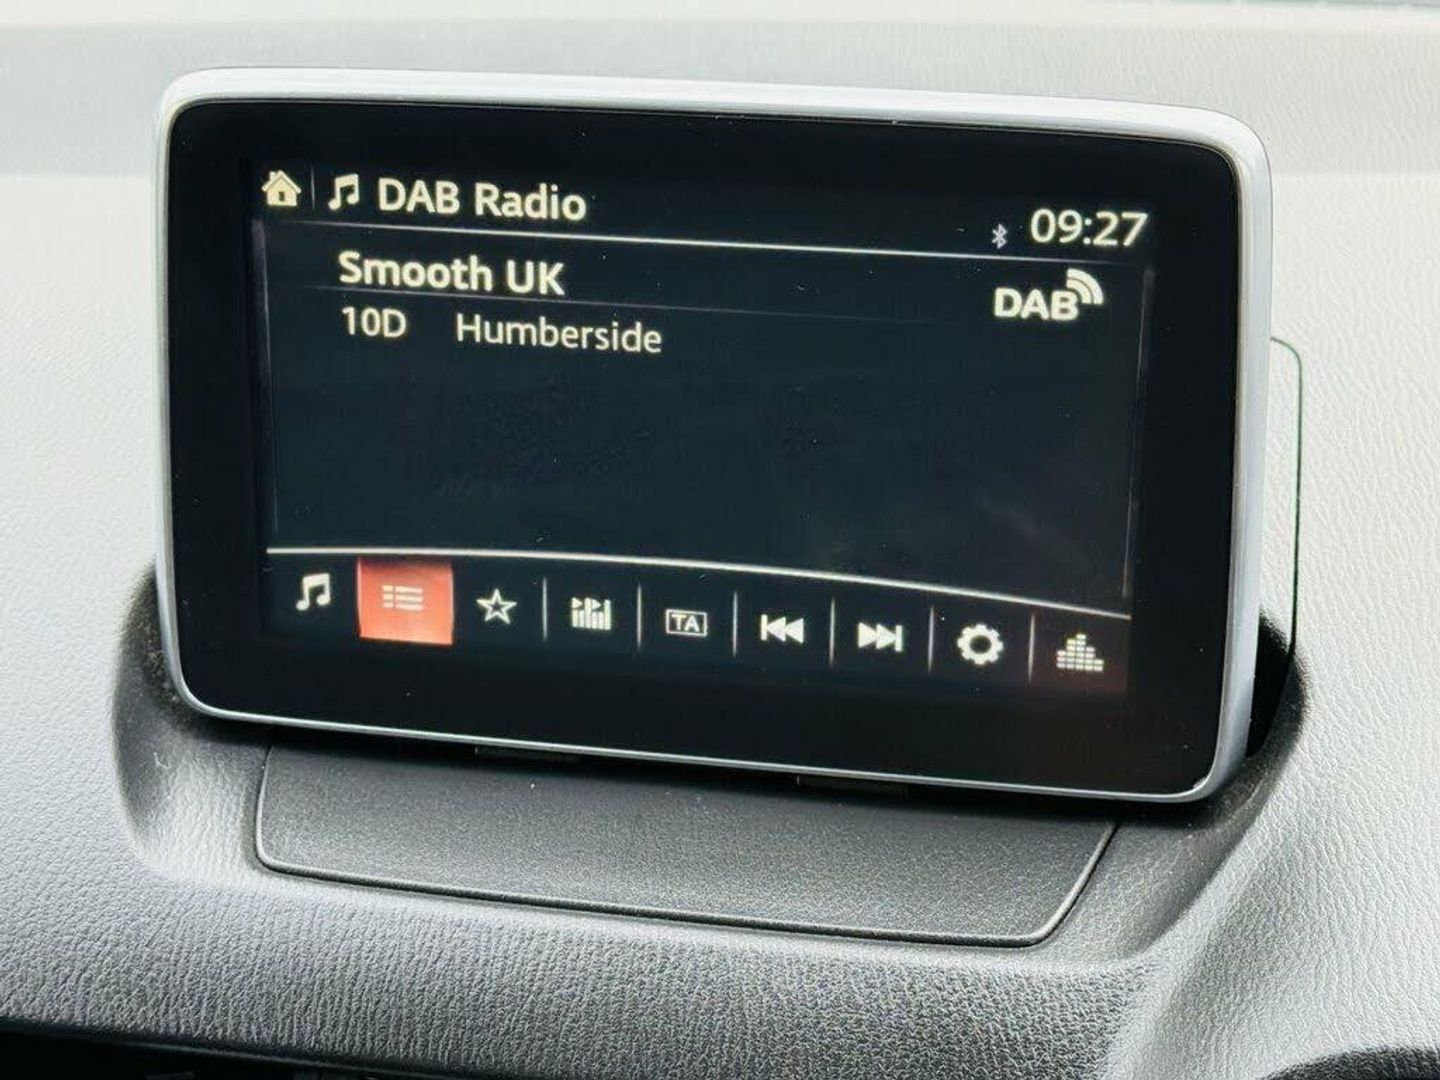 DAB Radio
09:27
Smooth UK
DAB
10D Humberside
TA